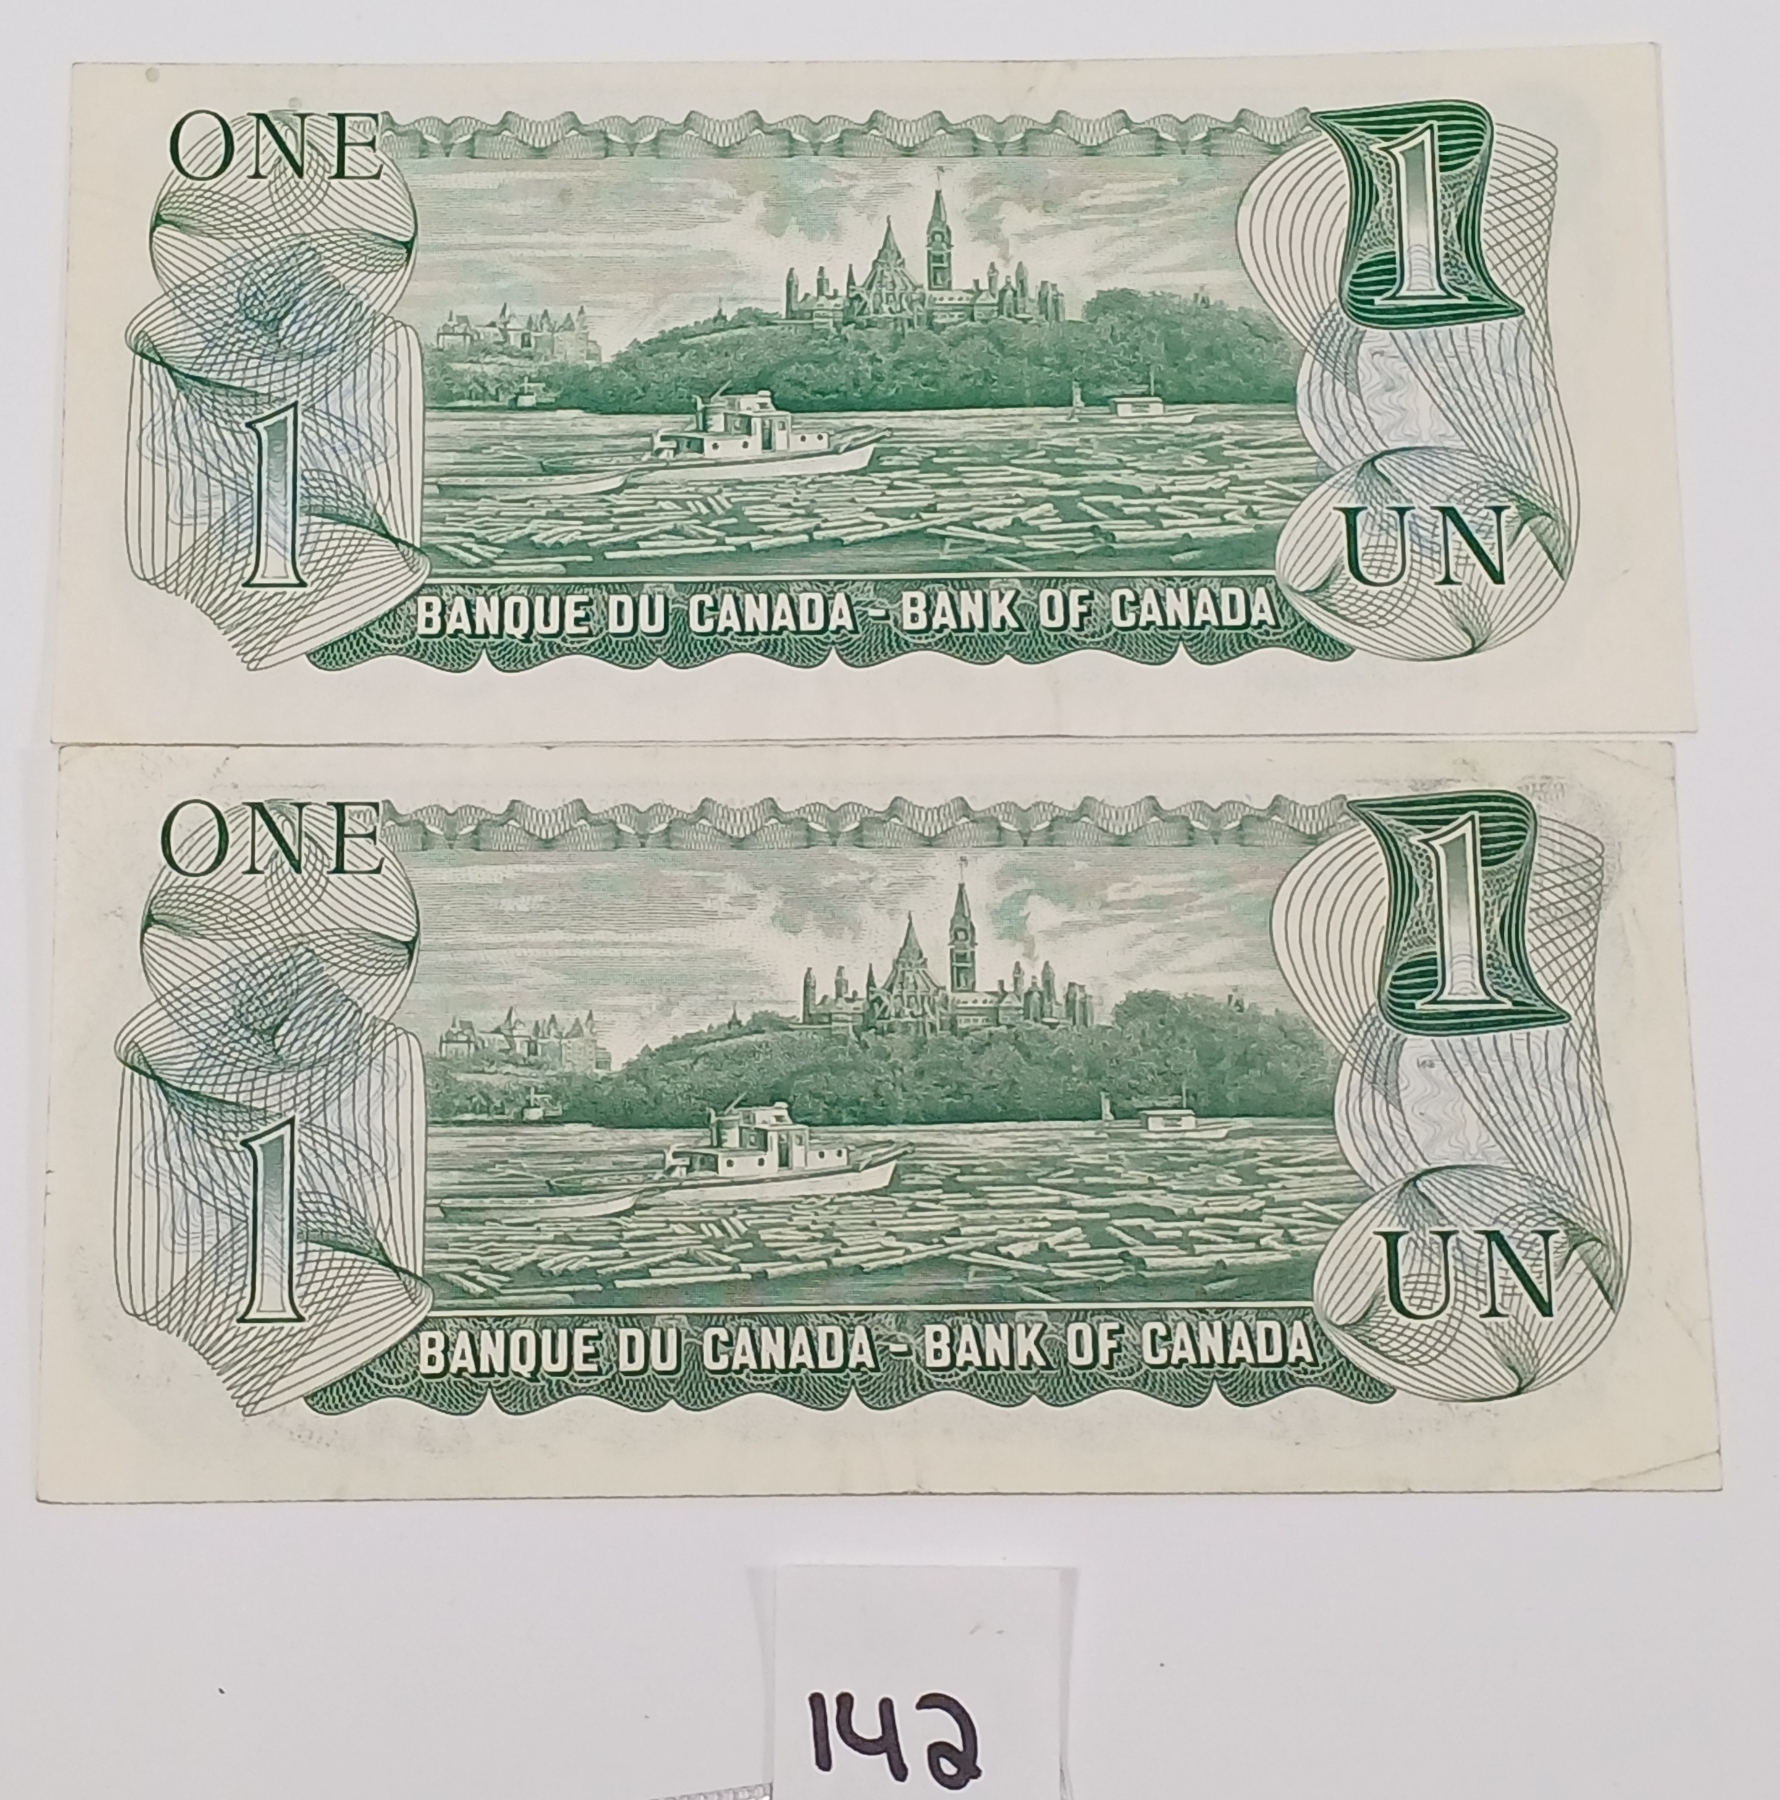 ONE 1
1 UN
BANQUE DU CANADA - BANK OF CANADA
ONE 1
1 UN
BANQUE DU CANADA - BANK OF CANADA
142